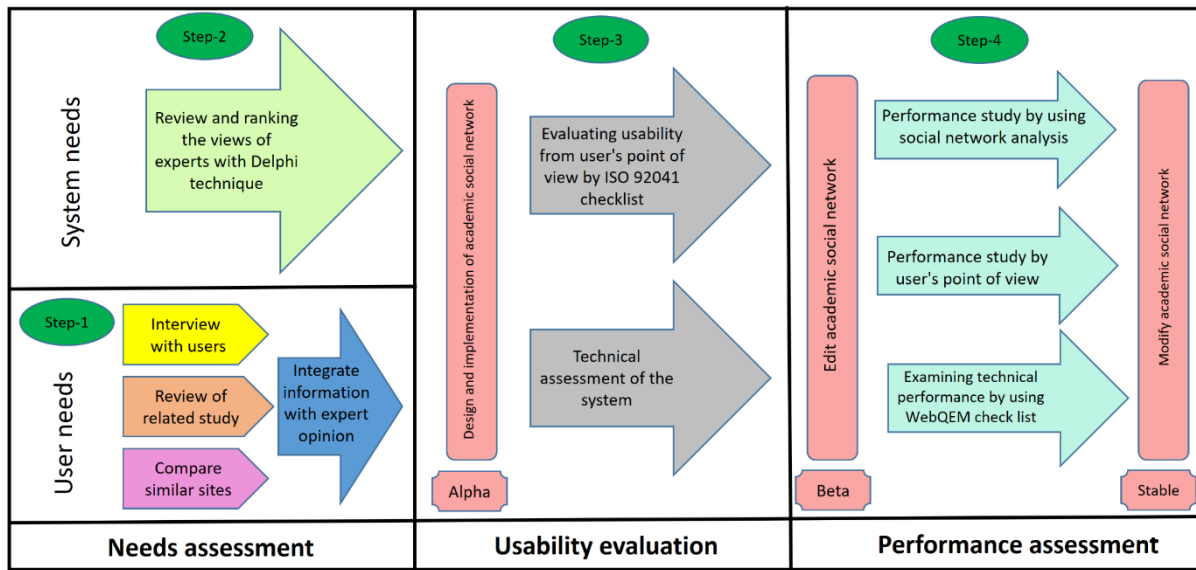 Step-2
System needs
Review and ranking
the views of
experts with Delphi
technique
Step-1
User needs
Interview
with users
Review of
related study
Compare
similar sites
Integrate
information
with expert
opinion
Needs assessment
Step-3
Design and implementation of academic social network
Alpha
Evaluating usability
from user's point of
view by ISO 92041
checklist
Technical
assessment of the
system
Usability evaluation
Step-4
Edit academic social network
Beta
Performance study by using
social network analysis
Performance study by
user's point of view
Examining technical
performance by using
WebQEM check list
Modify academic social network
Stable
Performance assessment